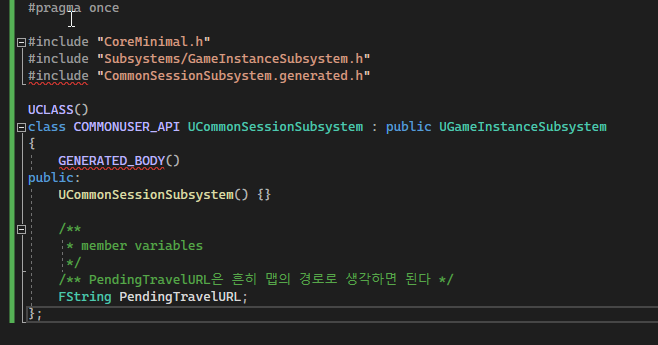 #pragma once
#include "CoreMinimal.h"
#include "Subsystems/GameInstanceSubsystem.h"
#include "CommonSessionSubsystem.generated.h"
UCLASS()
class COMMONUSER_API UCommonSessionSubsystem : public UGameInstanceSubsystem
{
GENERATED_BODY()
public:
UCommonSessionSubsystem() {}
/**
* member variables
*/
/** PendingTravelURL은 흔히 맵의 경로로 생각하면 된다 */
FString PendingTravelURL;
};